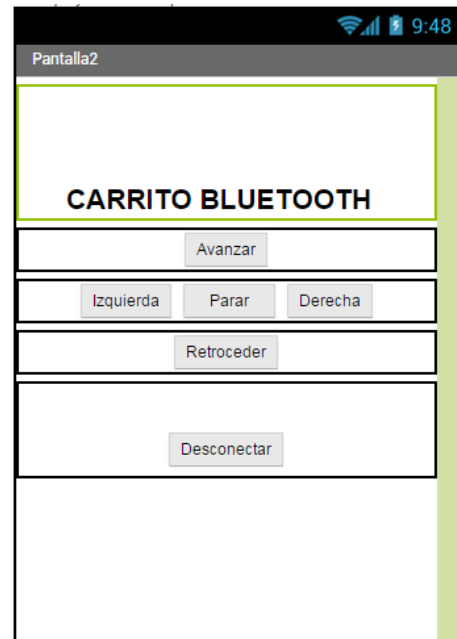 9:48
Pantalla2
CARRITO BLUETOOTH
Avanzar
Izquierda Parar Derecha
Retroceder
Desconectar